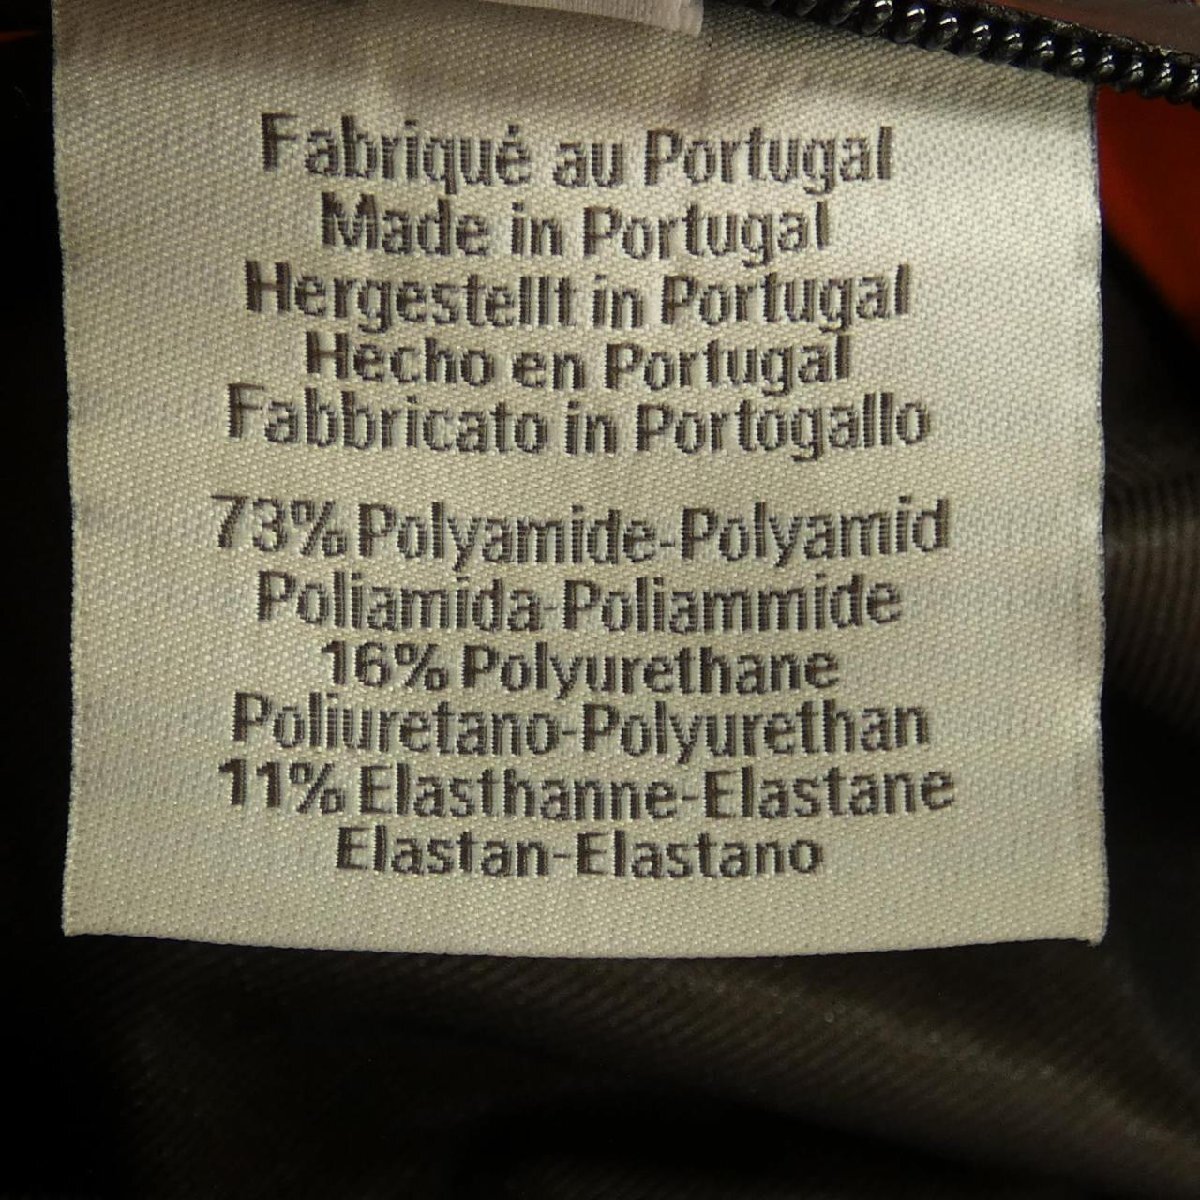 Fabriqué au Portugal
Made in Portugal
Hergestellt in Portugal
Hecho en Portugal
Fabbricato in Portogallo
73% Polyamide-Polyamid
Poliamida-Poliammide
16% Polyurethane
Poliuretano-Polyurethan
11% Elasthanne-Elastane
Elastan-Elastano